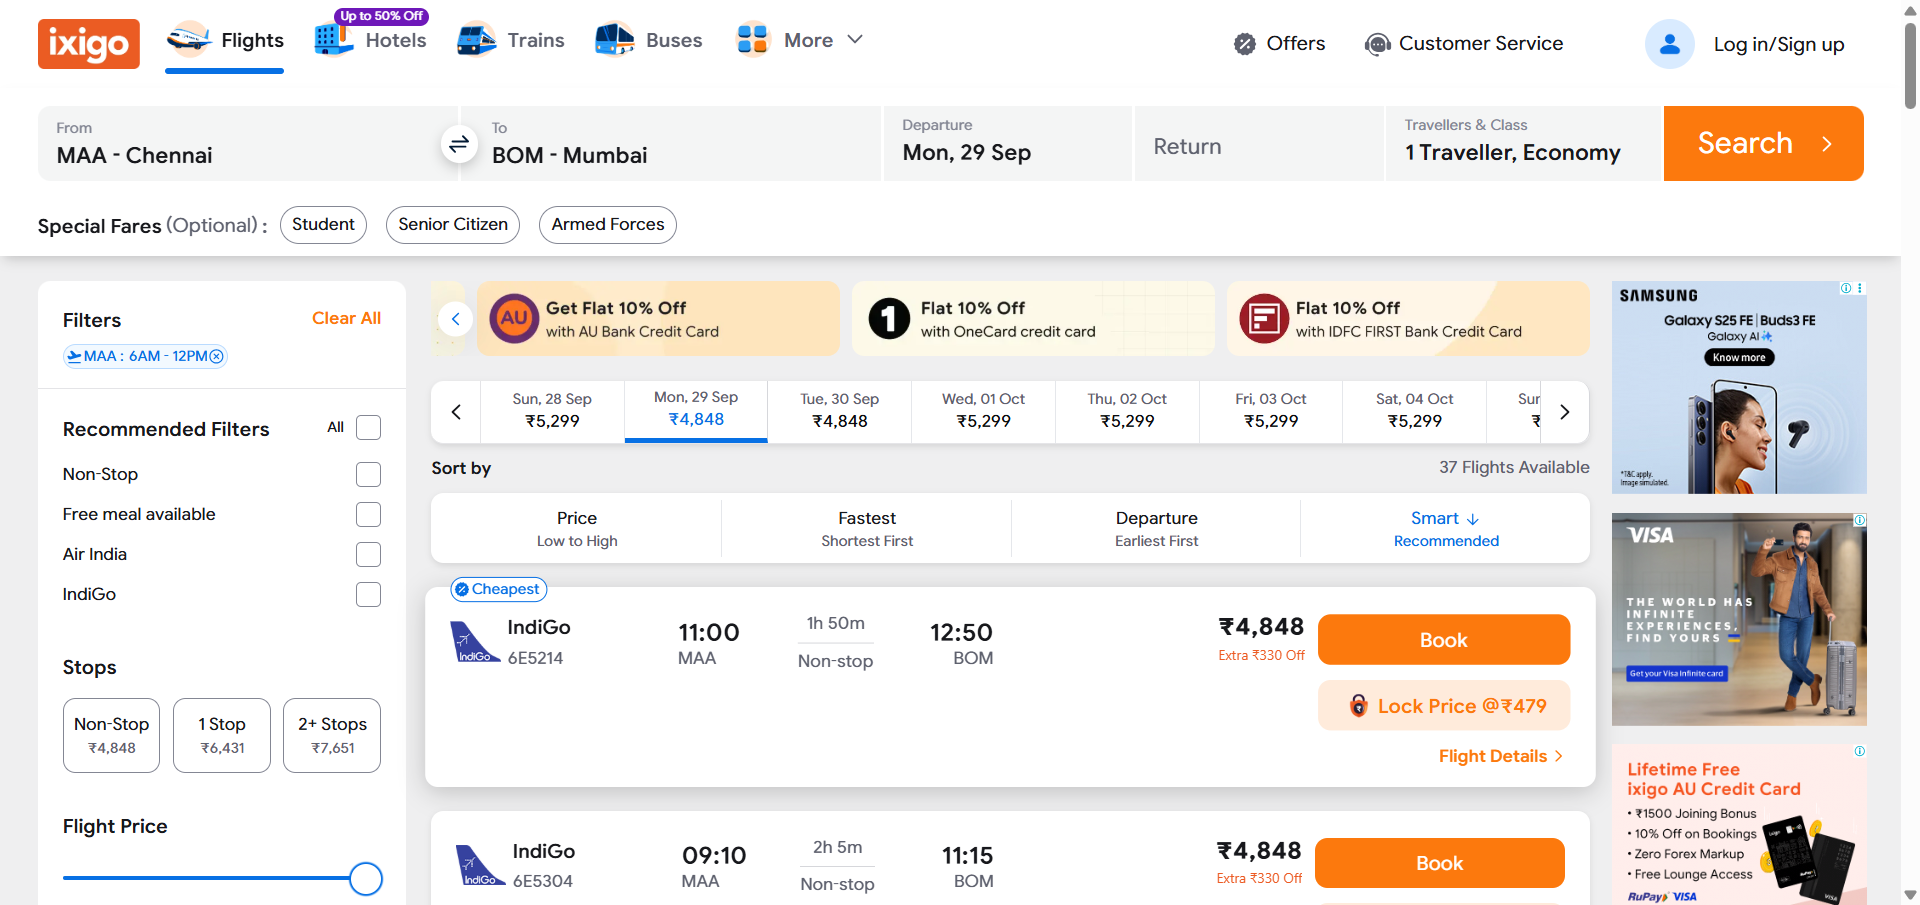 ixigo
Flights
Up to 50% Off
Hotels
Trains
Buses
More
Offers
Customer Service
Log in/Sign up
From
MAA - Chennai
To
BOM - Mumbai
Departure
Mon, 29 Sep
Return
Travellers & Class
1 Traveller, Economy
Search
Special Fares (Optional) :
Student
Senior Citizen
Armed Forces
Filters
Clear All
MAA : 6AM - 12PM
Recommended Filters
All
Non-Stop
Free meal available
Air India
IndiGo
Stops
Non-Stop
₹4,848
1 Stop
₹6,431
2+ Stops
₹7,651
Flight Price
AU
Get Flat 10% Off
with AU Bank Credit Card
1
Flat 10% Off
with OneCard credit card
Flat 10% Off
with IDFC FIRST Bank Credit Card
Sun, 28 Sep
₹5,299
Mon, 29 Sep
₹4,848
Tue, 30 Sep
₹4,848
Wed, 01 Oct
₹5,299
Thu, 02 Oct
₹5,299
Fri, 03 Oct
₹5,299
Sat, 04 Oct
₹5,299
Sur
₹
Sort by
37 Flights Available
Price
Low to High
Fastest
Shortest First
Departure
Earliest First
Smart
Recommended
Cheapest
IndiGo
IndiGo
6E5214
11:00
MAA
1h 50m
Non-stop
12:50
BOM
₹4,848
Extra ₹330 Off
Book
Lock Price @₹479
Flight Details
IndiGo
IndiGo
6E5304
09:10
MAA
2h 5m
Non-stop
11:15
BOM
₹4,848
Extra ₹330 Off
Book
SAMSUNG
Galaxy S25 FE | Buds3 FE
Galaxy AI
Know more
*T&C apply.
Image simulated.
VISA
THE WORLD HAS
INFINITE
EXPERIENCES,
FIND YOURS
Get your Visa Infinite card
Lifetime Free
ixigo AU Credit Card
• ₹1500 Joining Bonus
• 10% Off on Bookings
• Zero Forex Markup
• Free Lounge Access
RuPay VISA